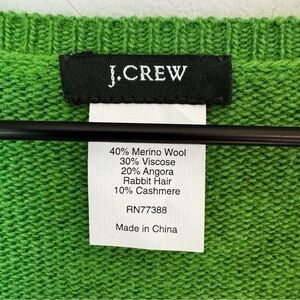 J.CREW
40% Merino Wool
30% Viscose
20% Angora
Rabbit Hair
10% Cashmere
RN77388
Made in China